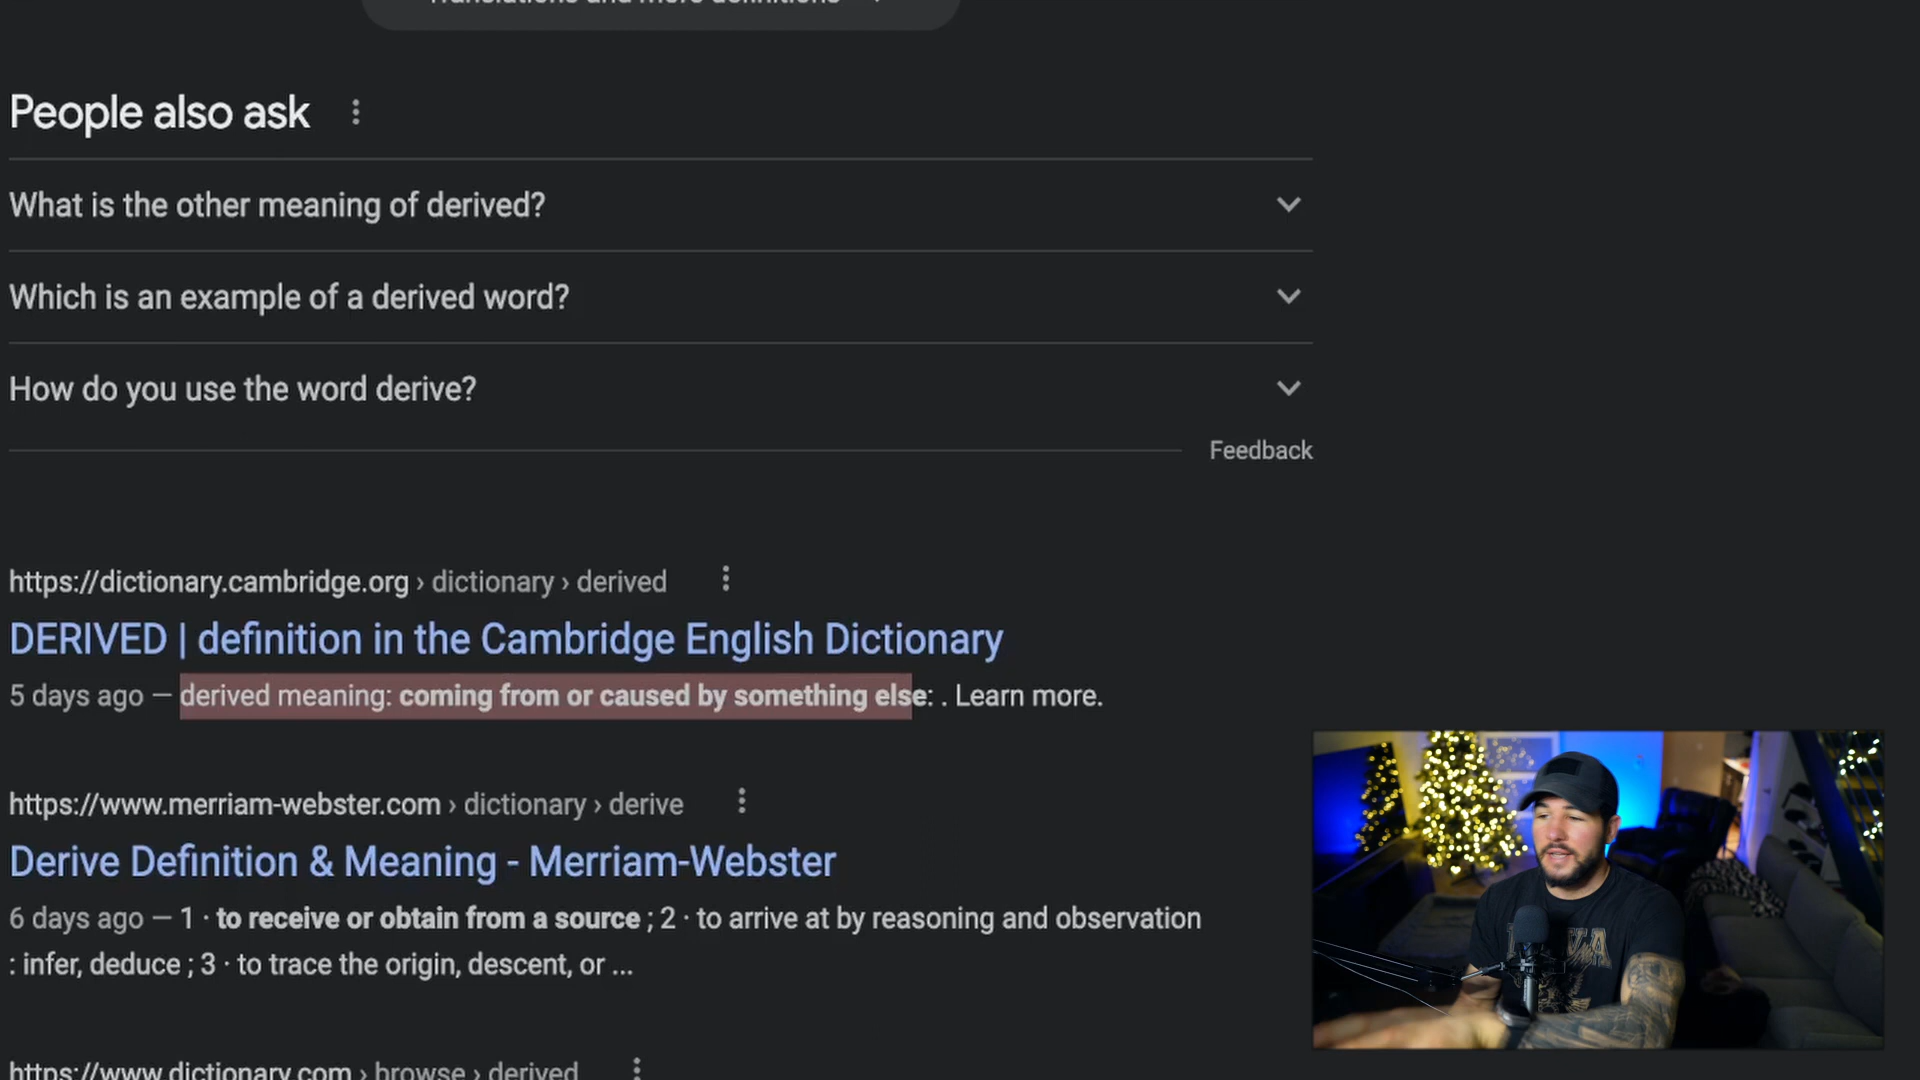 Translations and more definitions
People also ask
What is the other meaning of derived?
Which is an example of a derived word?
How do you use the word derive?
Feedback
https://dictionary.cambridge.org › dictionary › derived
DERIVED | definition in the Cambridge English Dictionary
5 days ago — derived meaning: coming from or caused by something else: . Learn more.
https://www.merriam-webster.com › dictionary › derive
Derive Definition & Meaning - Merriam-Webster
6 days ago — 1 · to receive or obtain from a source ; 2 · to arrive at by reasoning and observation
: infer, deduce ; 3 · to trace the origin, descent, or ...
https://www.dictionary.com › browse › derived